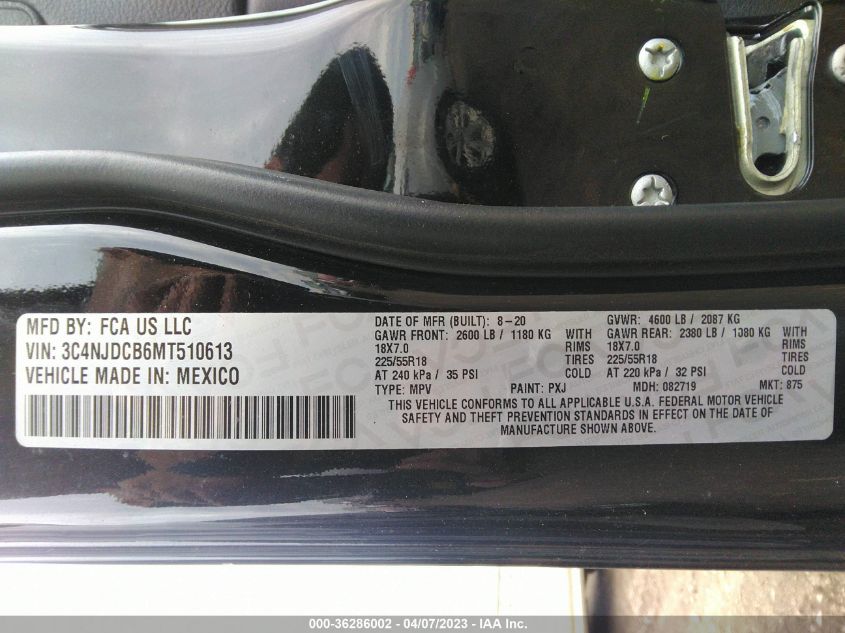 MFD BY: FCA US LLC
VIN: 3C4NJDCB6MT510613
VEHICLE MADE IN: MEXICO
DATE OF MFR (BUILT): 8-20
GVWR: 4600 LB / 2087 KG
GAWR FRONT: 2600 LB / 1180 KG WITH
GAWR REAR: 2380 LB / 1080 KG WITH
18X7.0 RIMS
18X7.0 RIMS
225/55R18 TIRES
225/55R18 TIRES
AT 240 kPa / 35 PSI COLD
AT 220 kPa / 32 PSI COLD
TYPE: MPV PAINT: PXJ MDH: 082719 MKT: 875
THIS VEHICLE CONFORMS TO ALL APPLICABLE U.S.A. FEDERAL MOTOR VEHICLE
SAFETY AND THEFT PREVENTION STANDARDS IN EFFECT ON THE DATE OF
MANUFACTURE SHOWN ABOVE.
000-36286002 - 04/07/2023 - IAA Inc.